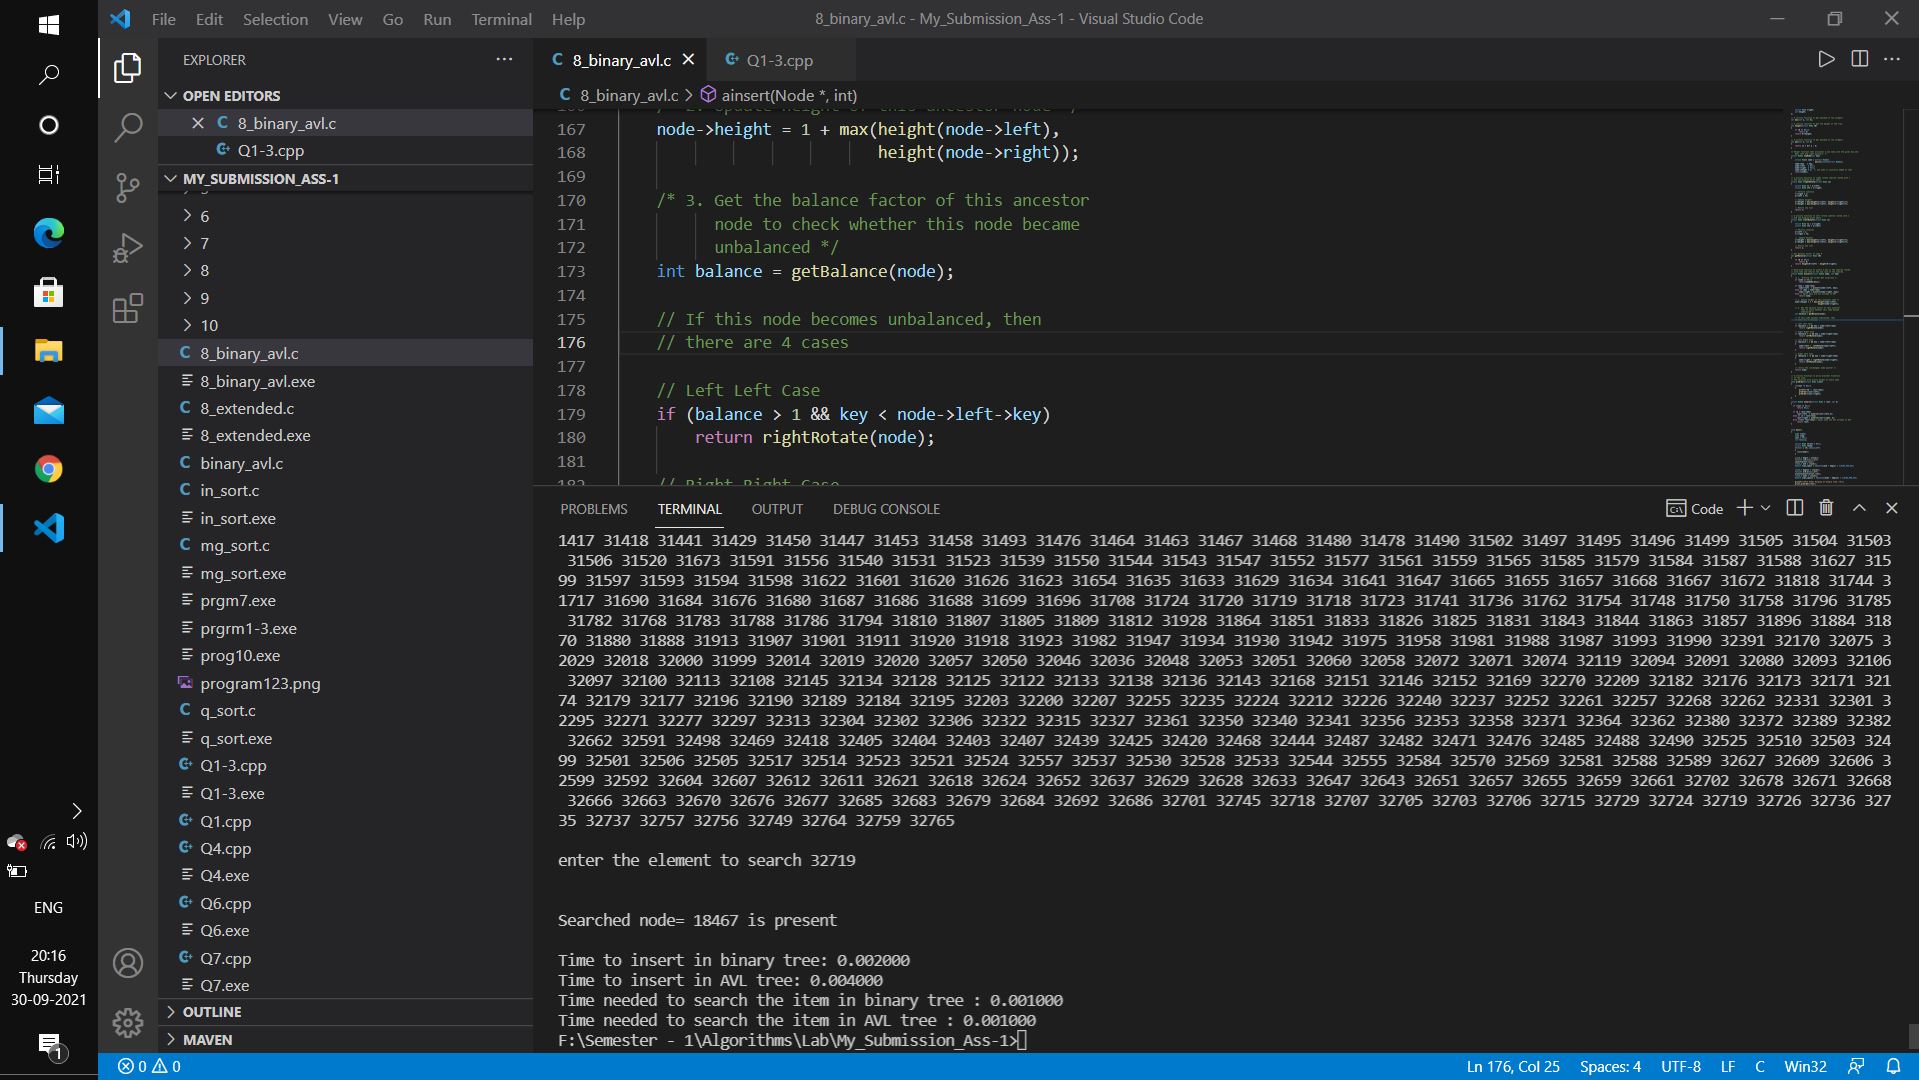 File Edit Selection View Go Run Terminal Help
8_binary_avl.c - My_Submission_Ass-1 - Visual Studio Code
EXPLORER
OPEN EDITORS
8_binary_avl.c
Q1-3.cpp
MY_SUBMISSION_ASS-1
6
7
8
9
10
8_binary_avl.c
8_binary_avl.exe
8_extended.c
8_extended.exe
binary_avl.c
in_sort.c
in_sort.exe
mg_sort.c
mg_sort.exe
prgm7.exe
prgrm1-3.exe
prog10.exe
program123.png
q_sort.c
q_sort.exe
Q1-3.cpp
Q1-3.exe
Q1.cpp
Q4.cpp
Q4.exe
Q6.cpp
Q6.exe
Q7.cpp
Q7.exe
OUTLINE
MAVEN
8_binary_avl.c
Q1-3.cpp
8_binary_avl.c > ainsert(Node *, int)
167 node->height = 1 + max(height(node->left),
168 height(node->right));
169
170 /* 3. Get the balance factor of this ancestor
171 node to check whether this node became
172 unbalanced */
173 int balance = getBalance(node);
174
175 // If this node becomes unbalanced, then
176 // there are 4 cases
177
178 // Left Left Case
179 if (balance > 1 && key < node->left->key)
180 return rightRotate(node);
181
182 // Right Right Case
PROBLEMS TERMINAL OUTPUT DEBUG CONSOLE
Code
1417 31418 31441 31429 31450 31447 31453 31458 31493 31476 31464 31463 31467 31468 31480 31478 31490 31502 31497 31495 31496 31499 31505 31504 31503
31506 31520 31673 31591 31556 31540 31531 31523 31539 31550 31544 31543 31547 31552 31577 31561 31559 31565 31585 31579 31584 31587 31588 31627 315
99 31597 31593 31594 31598 31622 31601 31620 31626 31623 31654 31635 31633 31629 31634 31641 31647 31665 31655 31657 31668 31667 31672 31818 31744 3
1717 31690 31684 31676 31680 31687 31686 31688 31699 31696 31708 31724 31720 31719 31718 31723 31741 31736 31762 31754 31748 31750 31758 31796 31785
31782 31768 31783 31788 31786 31794 31810 31807 31805 31809 31812 31928 31864 31851 31833 31826 31825 31831 31843 31844 31863 31857 31896 31884 318
70 31880 31888 31913 31907 31901 31911 31920 31918 31923 31982 31947 31934 31930 31942 31975 31958 31981 31988 31987 31993 31990 32391 32170 32075 3
2029 32018 32000 31999 32014 32019 32020 32057 32050 32046 32036 32048 32053 32051 32060 32058 32072 32071 32074 32119 32094 32091 32080 32093 32106
32097 32100 32113 32108 32145 32134 32128 32125 32122 32133 32138 32136 32143 32168 32151 32146 32152 32169 32270 32209 32182 32176 32173 32171 321
74 32179 32177 32196 32190 32189 32184 32195 32203 32200 32207 32255 32235 32224 32212 32226 32240 32237 32252 32261 32257 32268 32262 32331 32301 3
2295 32271 32277 32297 32313 32304 32302 32306 32322 32315 32327 32361 32350 32340 32341 32356 32353 32358 32371 32364 32362 32380 32372 32389 32382
32662 32591 32498 32469 32418 32405 32404 32403 32407 32439 32425 32420 32468 32444 32487 32482 32471 32476 32485 32488 32490 32525 32510 32503 324
99 32501 32506 32505 32517 32514 32523 32521 32524 32557 32537 32530 32528 32533 32544 32555 32584 32570 32569 32581 32588 32589 32627 32609 32606 3
2599 32592 32604 32607 32612 32611 32621 32618 32624 32652 32637 32629 32628 32633 32647 32643 32651 32657 32655 32659 32661 32702 32678 32671 32668
32666 32663 32670 32676 32677 32685 32683 32679 32684 32692 32686 32701 32745 32718 32707 32705 32703 32706 32715 32729 32724 32719 32726 32736 327
35 32737 32757 32756 32749 32764 32759 32765
enter the element to search 32719
Searched node= 18467 is present
Time to insert in binary tree: 0.002000
Time to insert in AVL tree: 0.004000
Time needed to search the item in binary tree : 0.001000
Time needed to search the item in AVL tree : 0.001000
F:\Semester - 1\Algorithms\Lab\My_Submission_Ass-1>
ENG
20:16
Thursday
30-09-2021
1
0 0
Ln 176, Col 25 Spaces: 4 UTF-8 LF C Win32